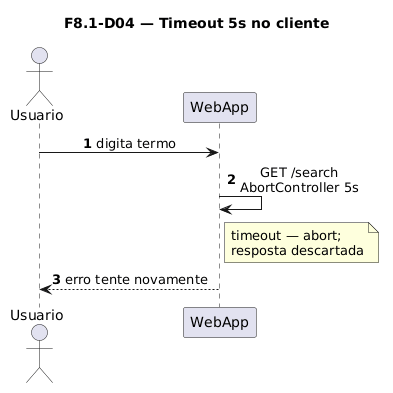 F8.1-D04 — Timeout 5s no cliente
Usuario
WebApp
1 digita termo
2 GET /search
AbortController 5s
timeout — abort;
resposta descartada
3 erro tente novamente
Usuario
WebApp